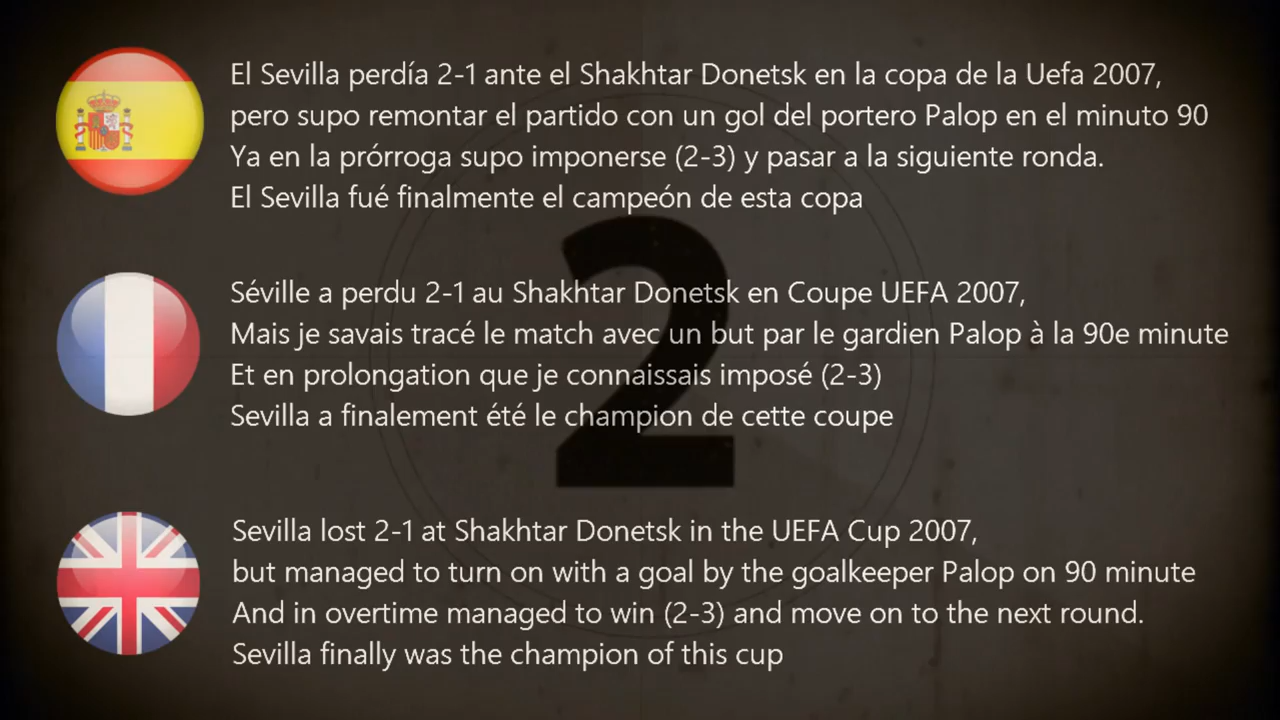 El Sevilla perdía 2-1 ante el Shakhtar Donetsk en la copa de la Uefa 2007,
pero supo remontar el partido con un gol del portero Palop en el minuto 90
Ya en la prórroga supo imponerse (2-3) y pasar a la siguiente ronda.
El Sevilla fué finalmente el campeón de esta copa
2
Séville a perdu 2-1 au Shakhtar Donetsk en Coupe UEFA 2007,
Mais je savais tracé le match avec un but par le gardien Palop à la 90e minute
Et en prolongation que je connaissais imposé (2-3)
Sevilla a finalement été le champion de cette coupe
Sevilla lost 2-1 at Shakhtar Donetsk in the UEFA Cup 2007,
but managed to turn on with a goal by the goalkeeper Palop on 90 minute
And in overtime managed to win (2-3) and move on to the next round.
Sevilla finally was the champion of this cup